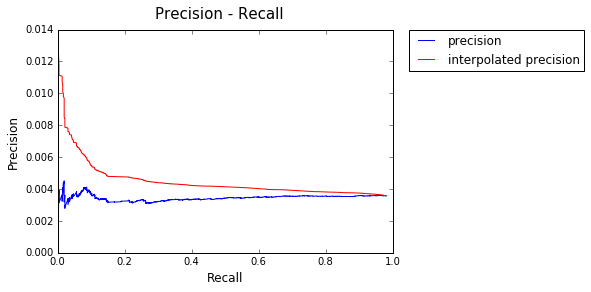 Precision - Recall
0.014
0.012
0.010
0.008
0.006
0.004
0.002
0.000
Precision
0.0 0.2 0.4 0.6 0.8 1.0
Recall
precision
interpolated precision